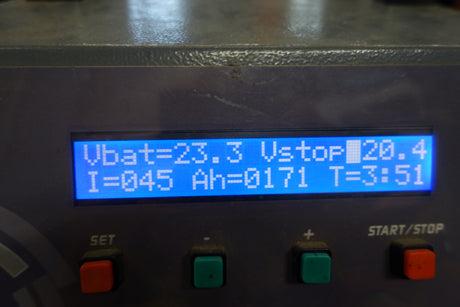 Vbat=23.3 Vstop█20.4
I=045 Ah=0171 T=3:51
SET - + START/STOP